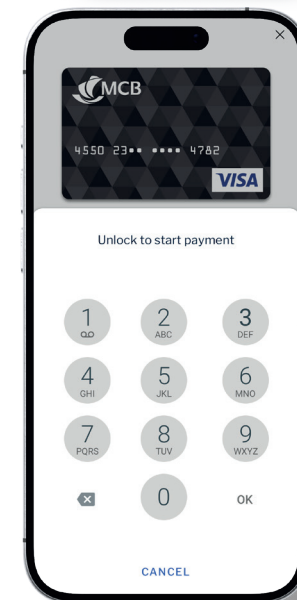 MCB
4550 23•• •••• 4782
VISA
Unlock to start payment
1 2 3
ABC DEF
4 5 6
GHI JKL MNO
7 8 9
PQRS TUV WXYZ
0 OK
CANCEL